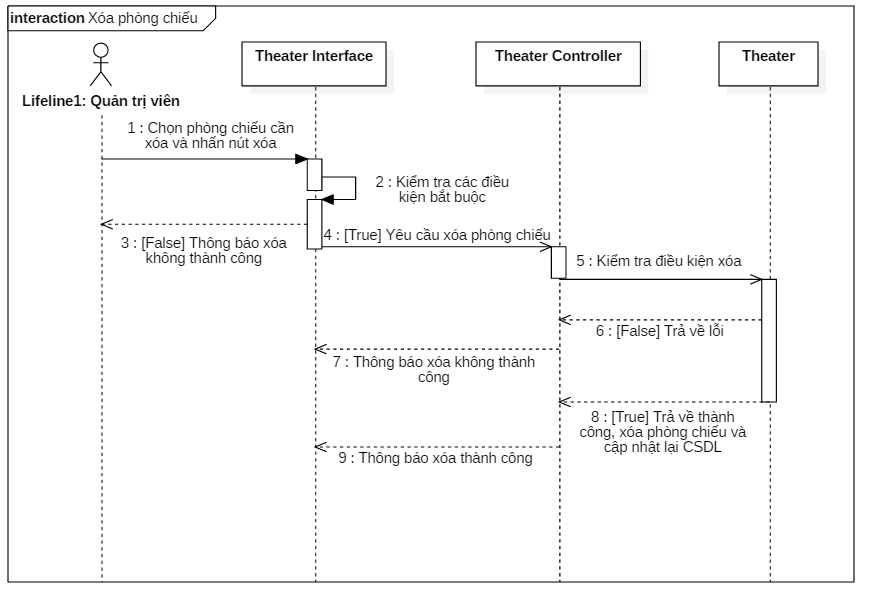 interaction Xóa phòng chiếu
Theater Interface
Theater Controller
Theater
Lifeline1: Quản trị viên
1 : Chọn phòng chiếu cần
xóa và nhấn nút xóa
2 : Kiểm tra các điều
kiện bắt buộc
3 : [False] Thông báo xóa
không thành công
4 : [True] Yêu cầu xóa phòng chiếu
5 : Kiểm tra điều kiện xóa
6 : [False] Trả về lỗi
7 : Thông báo xóa không thành
công
8 : [True] Trả về thành
công, xóa phòng chiếu và
cập nhật lại CSDL
9 : Thông báo xóa thành công